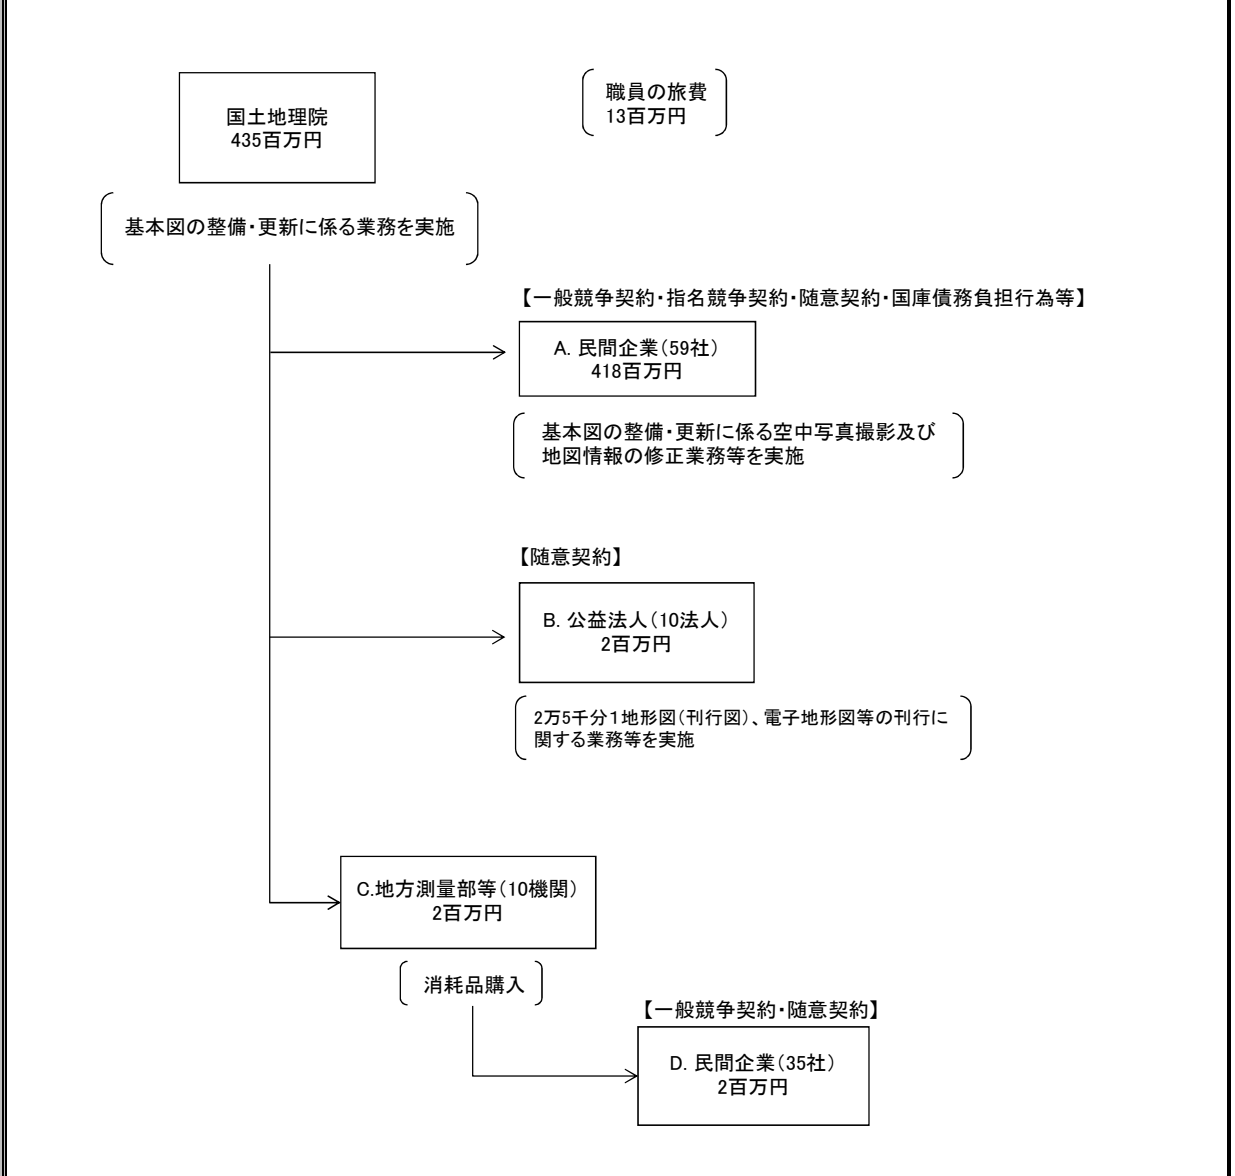 国土地理院
435百万円
職員の旅費
13百万円
基本図の整備・更新に係る業務を実施
【一般競争契約・指名競争契約・随意契約・国庫債務負担行為等】
A. 民間企業(59社)
418百万円
基本図の整備・更新に係る空中写真撮影及び
地図情報の修正業務等を実施
【随意契約】
B. 公益法人(10法人)
2百万円
2万5千分１地形図(刊行図)、電子地形図等の刊行に
関する業務等を実施
C.地方測量部等(10機関)
2百万円
消耗品購入
【一般競争契約・随意契約】
D. 民間企業(35社)
2百万円